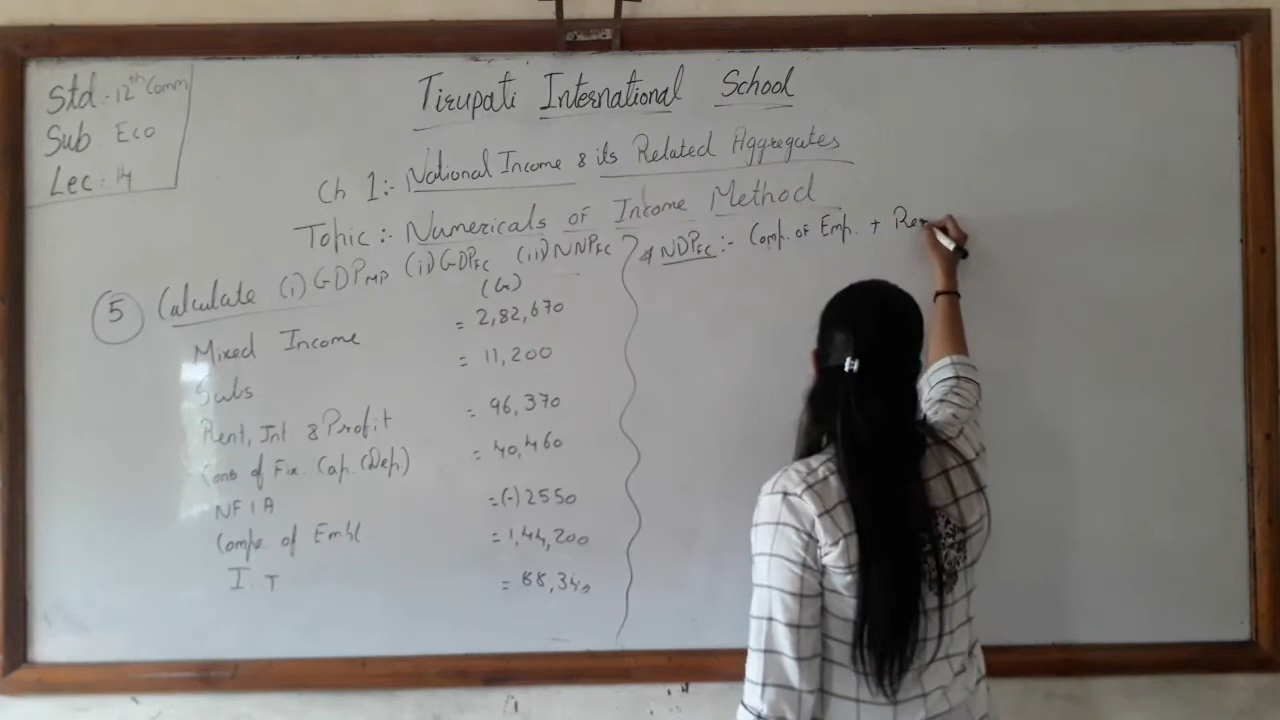 Std :- 12th Comm
Sub Eco
Lec :- 14
Tirupati International School
Ch 1:- National Income & its Related Aggregates
Topic :- Numericals of Income Method
5 Calculate (i) GDPMP (ii) GDPFC (iii) NNPFC
(Cr)
Mixed Income = 2,82,670
Subs = 11,200
Rent, Int & Profit = 96,370
Cons of Fix. Cap. (Dep) = 40,460
NFIA = (-) 2550
Compe. of Empl = 1,44,200
I. T = 88,340
NDPFC :- Comp. of Emp. + Ren